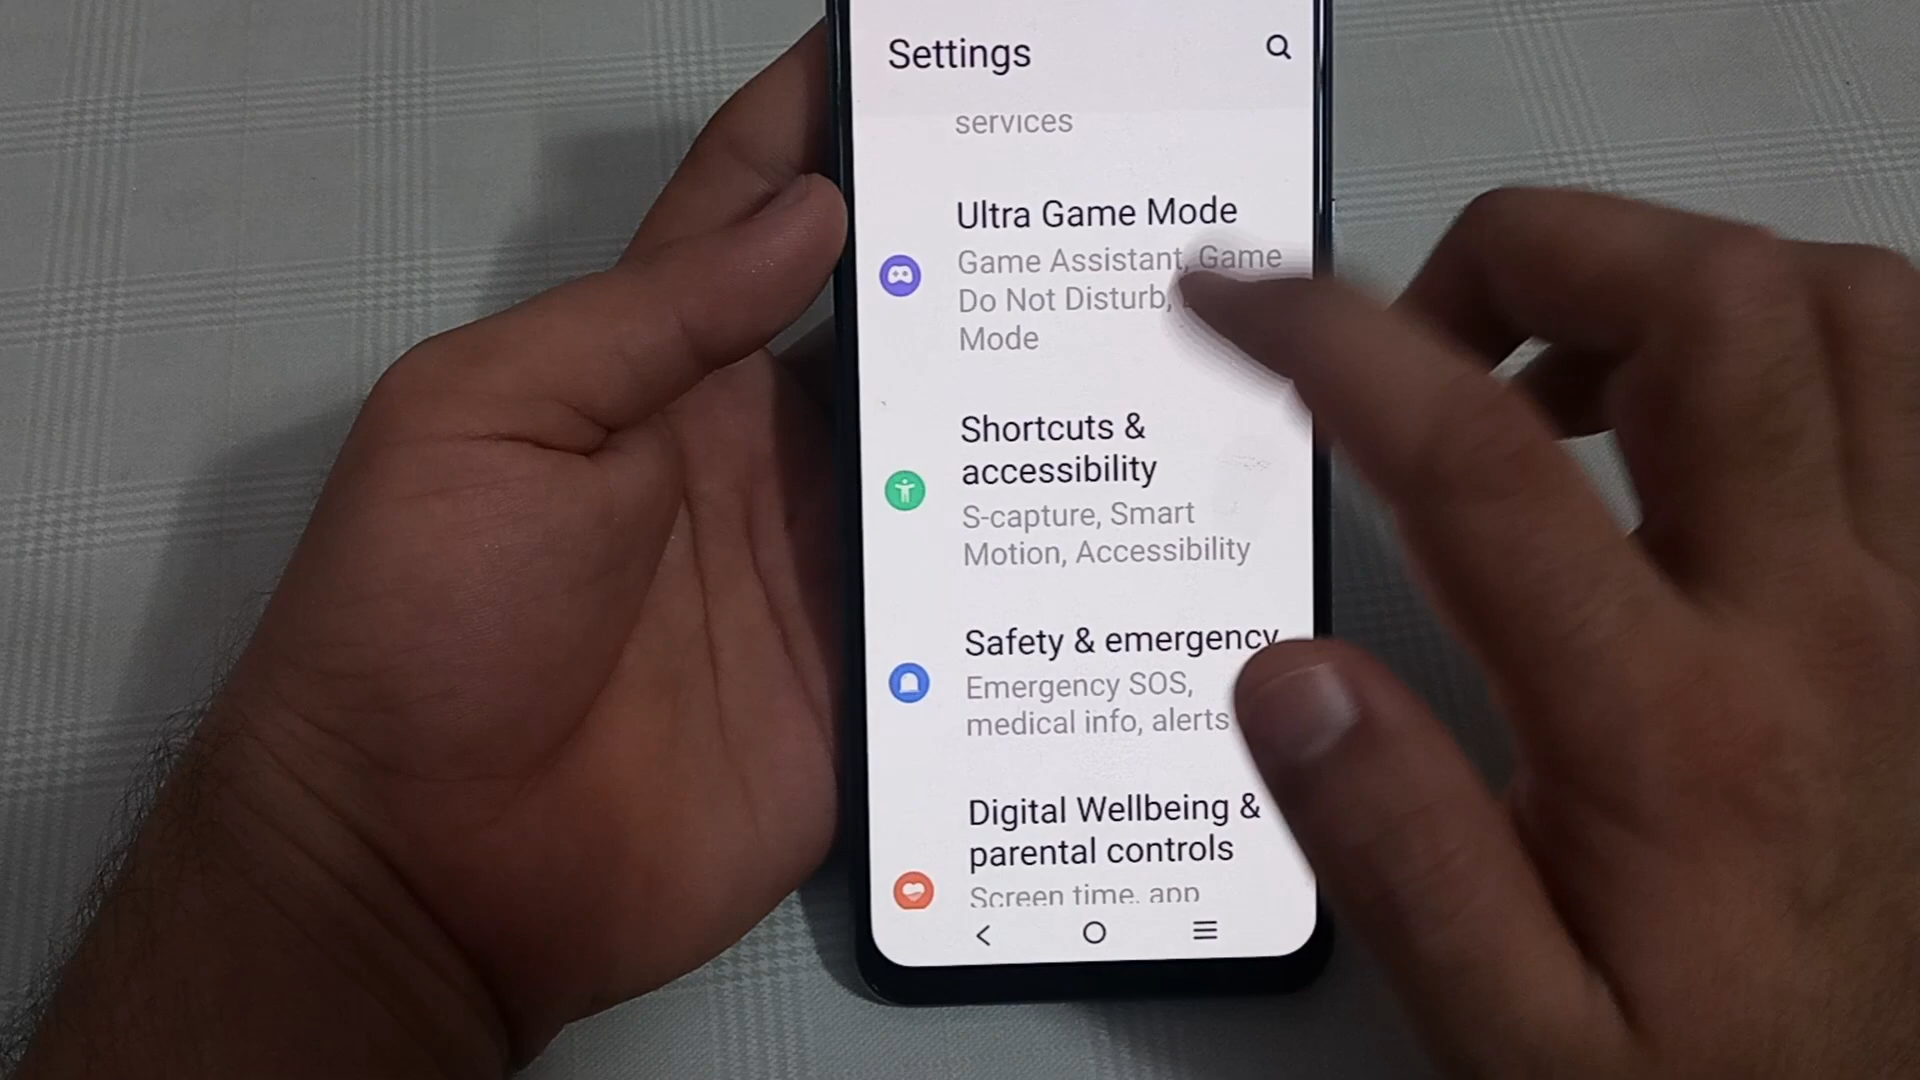 Settings
services
Ultra Game Mode
Game Assistant, Game
Do Not Disturb,
Mode
Shortcuts &
accessibility
S-capture, Smart
Motion, Accessibility
Safety & emergency
Emergency SOS,
medical info, alerts
Digital Wellbeing &
parental controls
Screen time, app